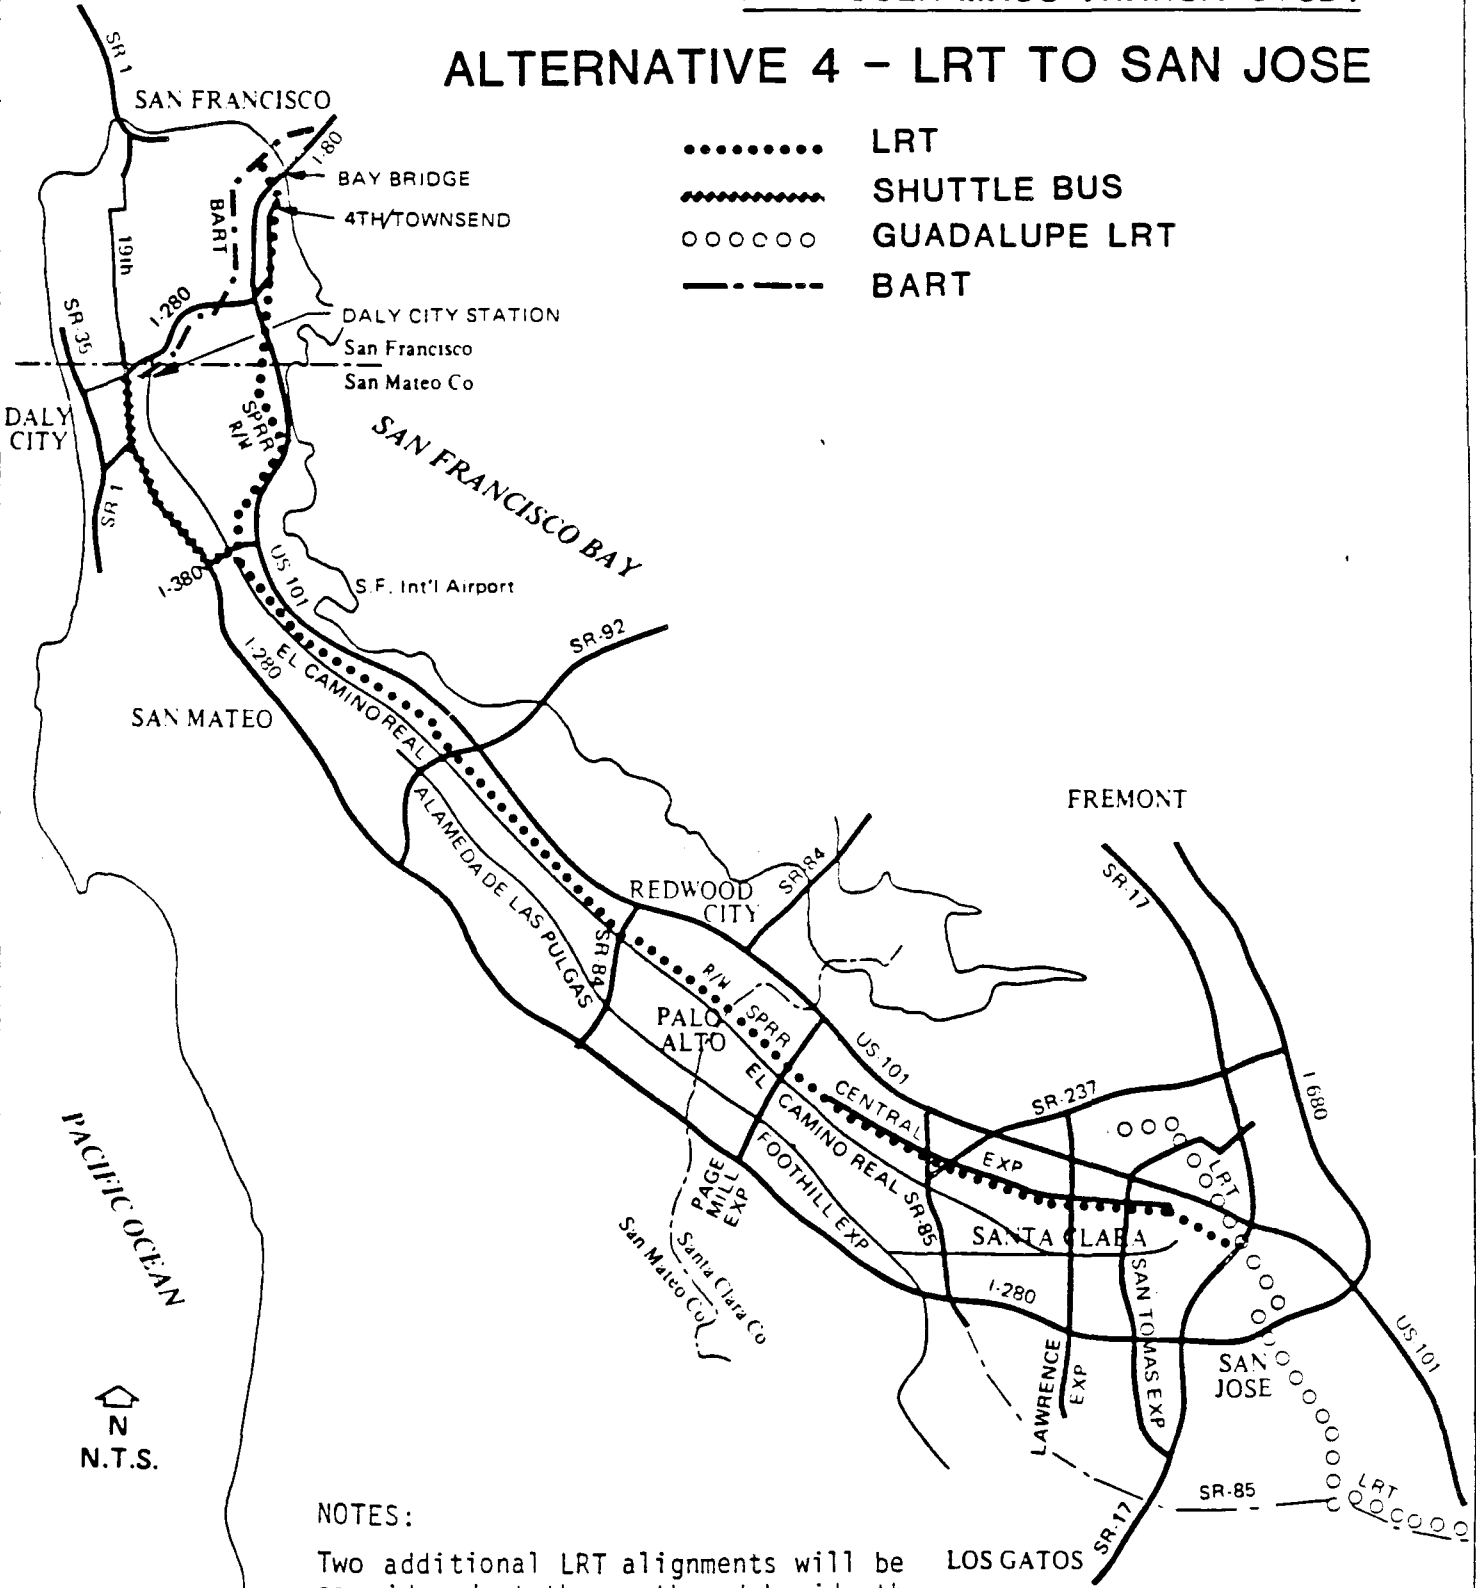 ALTERNATIVE 4 - LRT TO SAN JOSE
LRT
SHUTTLE BUS
GUADALUPE LRT
BART
SR 1
SAN FRANCISCO
I-80
BAY BRIDGE
4TH/TOWNSEND
BART
19th
I-280
SR-35
DALY CITY STATION
San Francisco
San Mateo Co
DALY
CITY
SPRR
R/W
SAN FRANCISCO BAY
SR 1
I-380
US 101
S.F. Int'l Airport
SR-92
I-280
EL CAMINO REAL
SAN MATEO
ALAMEDA DE LAS PULGAS
FREMONT
SR-17
REDWOOD
CITY
SR-84
SR 84
R/W
SPRR
PALO
ALTO
US-101
EL CAMINO REAL
CENTRAL
EXP
SR-237
I 680
LRT
FOOTHILL EXP
SR-85
PAGE
MILL
EXP
SANTA CLARA
San Mateo Co
Santa Clara Co
I-280
PACIFIC OCEAN
SAN TOMAS EXP
LAWRENCE
EXP
SAN
JOSE
US 101
N
N.T.S.
LRT
SR-85
SR-17
LOS GATOS
NOTES:
Two additional LRT alignments will be